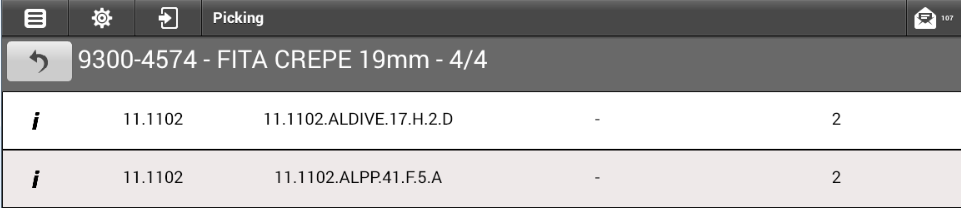 Picking 107
9300-4574 - FITA CREPE 19mm - 4/4
i 11.1102 11.1102.ALDIVE.17.H.2.D - 2
i 11.1102 11.1102.ALPP.41.F.5.A - 2